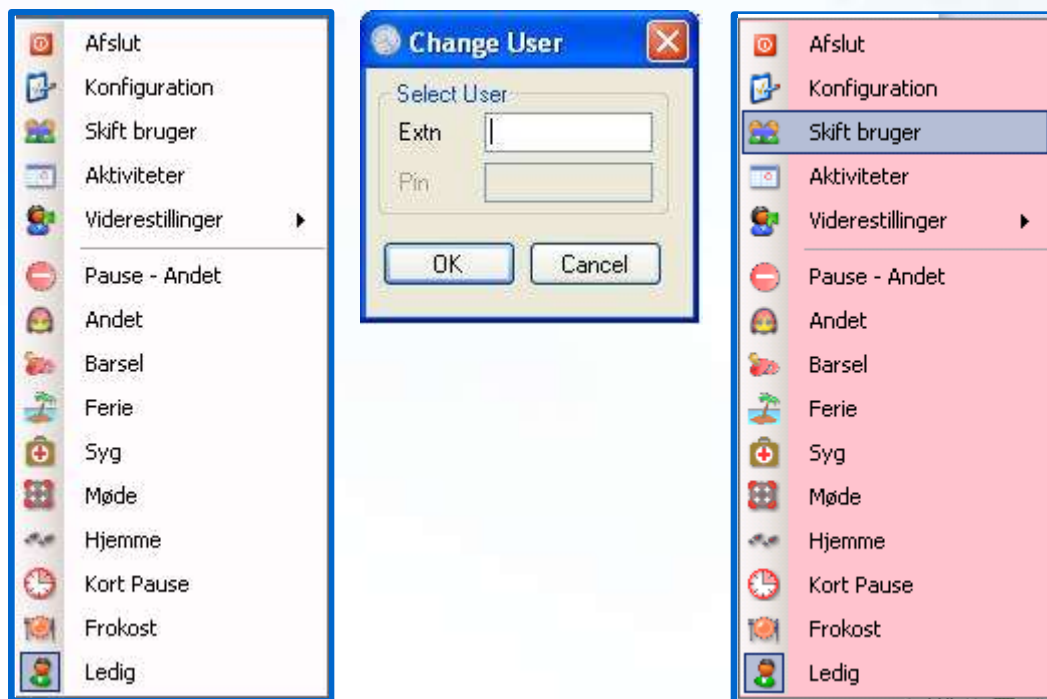 Afslut
Konfiguration
Skift bruger
Aktiviteter
Viderestillinger
Pause - Andet
Andet
Barsel
Ferie
Syg
Møde
Hjemme
Kort Pause
Frokost
Ledig
Change User
Select User
Extn
Pin
OK
Cancel
Afslut
Konfiguration
Skift bruger
Aktiviteter
Viderestillinger
Pause - Andet
Andet
Barsel
Ferie
Syg
Møde
Hjemme
Kort Pause
Frokost
Ledig